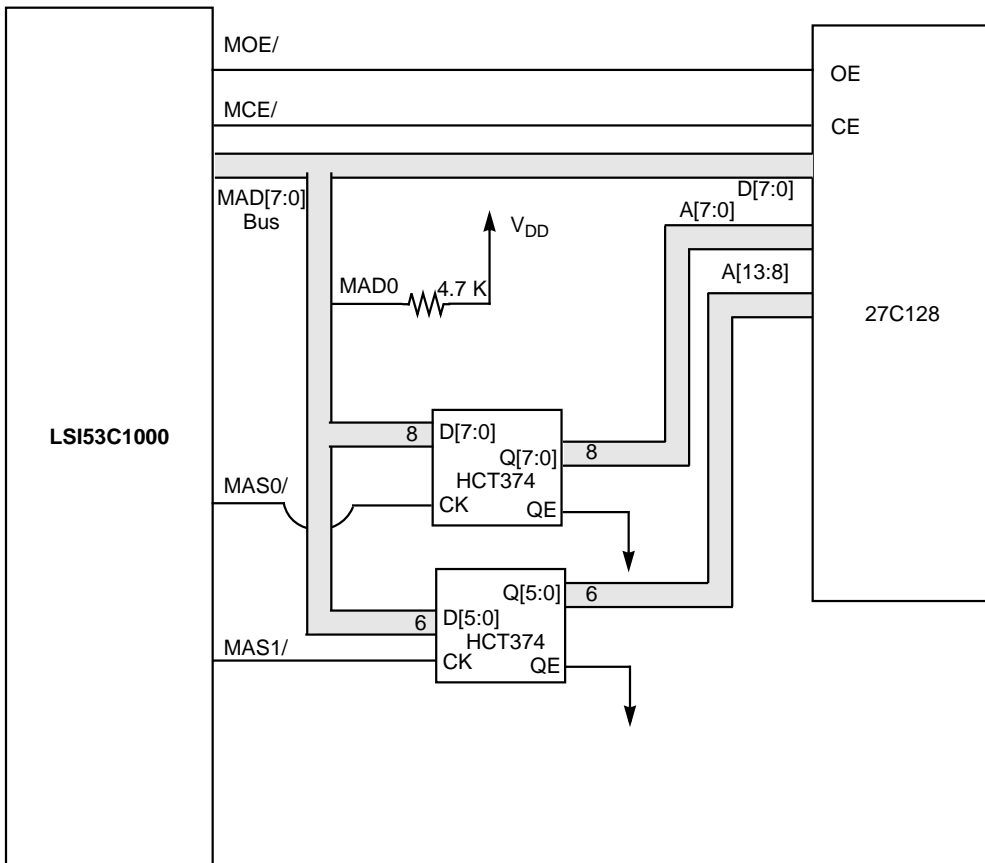 MOE/
OE
MCE/
CE
MAD[7:0]
Bus
D[7:0]
A[7:0]
VDD
A[13:8]
MAD0
4.7 K
27C128
LSI53C1000
8
D[7:0]
Q[7:0]
8
HCT374
MAS0/
CK
QE
Q[5:0]
6
6
D[5:0]
HCT374
MAS1/
CK
QE